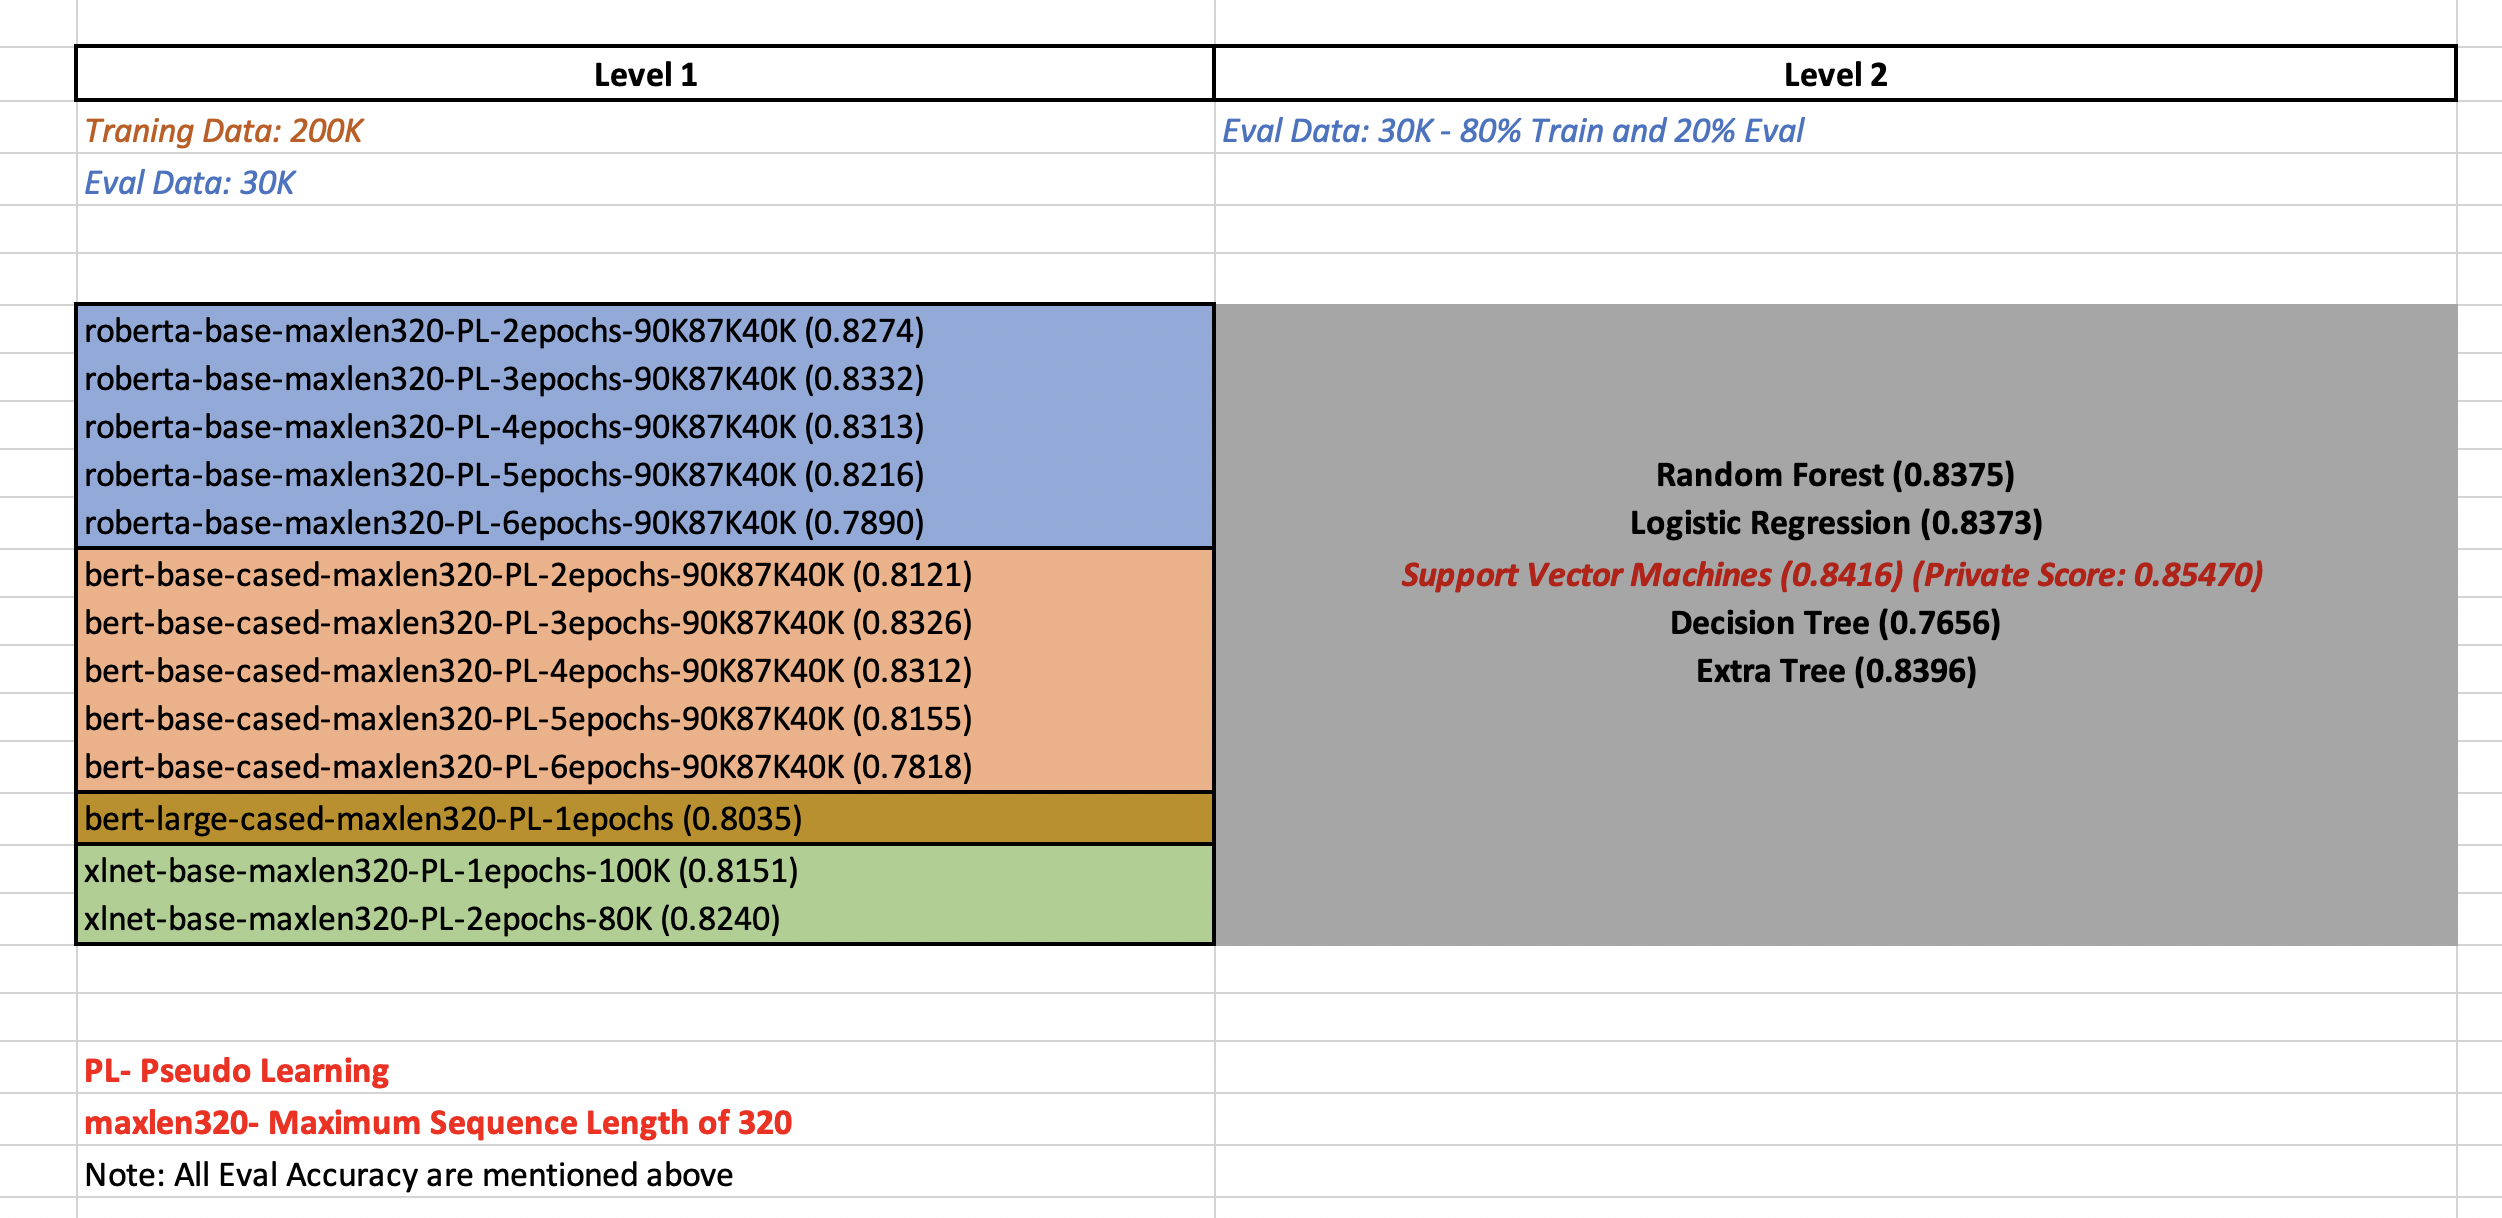 Level 1
Level 2
Traning Data: 200K
Eval Data: 30K - 80% Train and 20% Eval
Eval Data: 30K
roberta-base-maxlen320-PL-2epochs-90K87K40K (0.8274)
roberta-base-maxlen320-PL-3epochs-90K87K40K (0.8332)
roberta-base-maxlen320-PL-4epochs-90K87K40K (0.8313)
roberta-base-maxlen320-PL-5epochs-90K87K40K (0.8216)
roberta-base-maxlen320-PL-6epochs-90K87K40K (0.7890)
bert-base-cased-maxlen320-PL-2epochs-90K87K40K (0.8121)
bert-base-cased-maxlen320-PL-3epochs-90K87K40K (0.8326)
bert-base-cased-maxlen320-PL-4epochs-90K87K40K (0.8312)
bert-base-cased-maxlen320-PL-5epochs-90K87K40K (0.8155)
bert-base-cased-maxlen320-PL-6epochs-90K87K40K (0.7818)
bert-large-cased-maxlen320-PL-1epochs (0.8035)
xlnet-base-maxlen320-PL-1epochs-100K (0.8151)
xlnet-base-maxlen320-PL-2epochs-80K (0.8240)
Random Forest (0.8375)
Logistic Regression (0.8373)
Support Vector Machines (0.8416) (Private Score: 0.85470)
Decision Tree (0.7656)
Extra Tree (0.8396)
PL- Pseudo Learning
maxlen320- Maximum Sequence Length of 320
Note: All Eval Accuracy are mentioned above